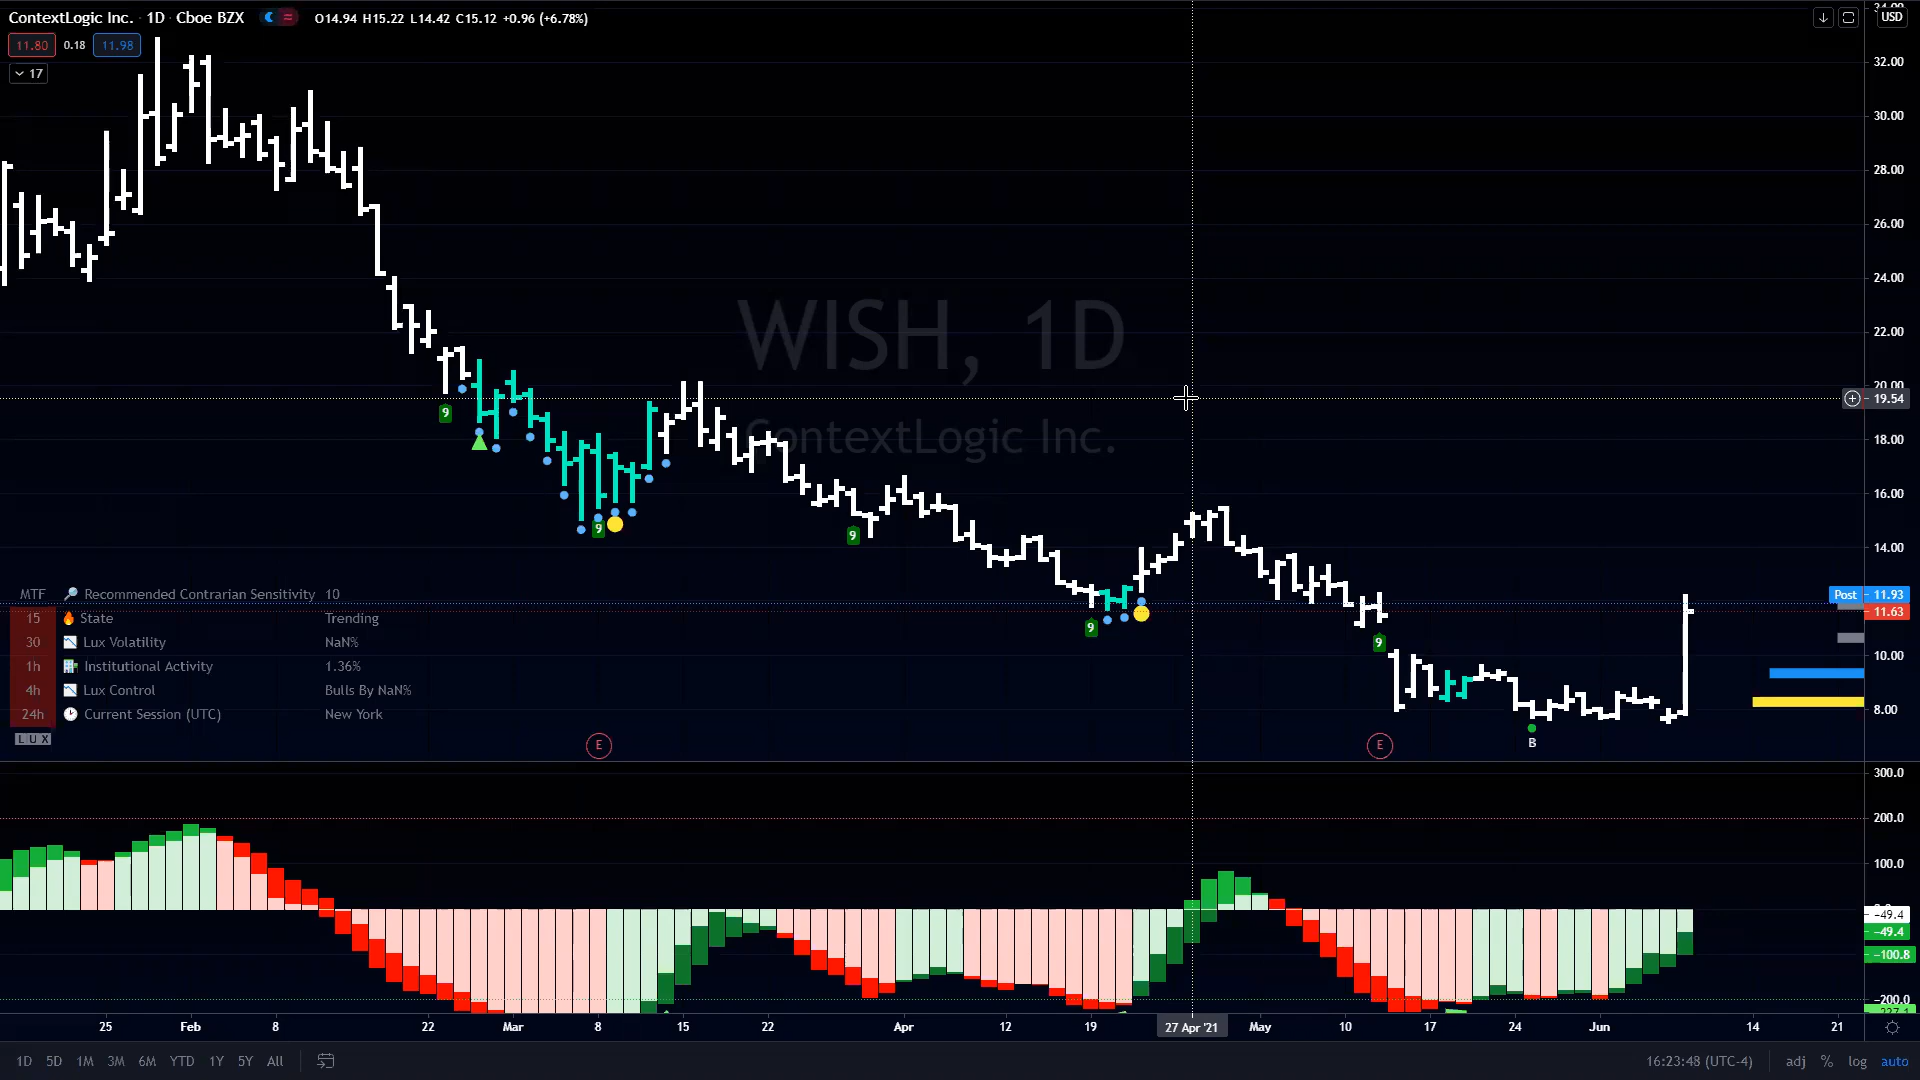 ContextLogic Inc. · 1D · Cboe BZX O14.94 H15.22 L14.42 C15.12 +0.96 (+6.78%)
USD
11.80 0.18 11.98
17
34.00
32.00
30.00
28.00
26.00
24.00
22.00
20.00
19.54
18.00
16.00
14.00
Post 11.93
11.63
10.00
8.00
WISH, 1D
ContextLogic Inc.
9
9
9
9
9
MTF Recommended Contrarian Sensitivity 10
15 State Trending
30 Lux Volatility NaN%
1h Institutional Activity 1.36%
4h Lux Control Bulls By NaN%
24h Current Session (UTC) New York
LUX
E
E
B
300.0
200.0
100.0
−49.4
−49.4
−100.8
−200.0
25 Feb 8 22 Mar 8 15 22 Apr 12 19 27 Apr '21 May 10 17 24 Jun 14 21
1D 5D 1M 3M 6M YTD 1Y 5Y All 16:23:48 (UTC-4) adj % log auto